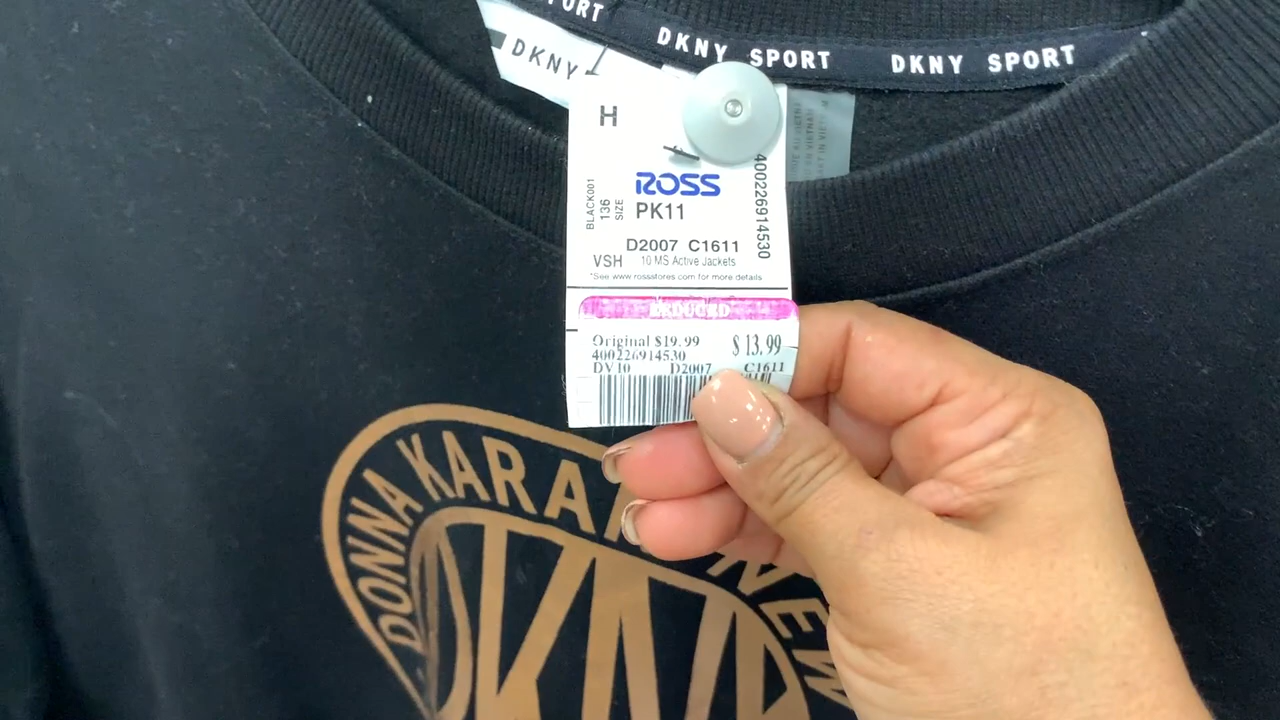 PORT DKNY SPORT DKNY SPORT
DKNY
H
400226914530
ROSS
BLACK001
136
SIZE
PK11
D2007 C1611
VSH 10 MS Active Jackets
*See www.rossstores.com for more details
REDUCED
Original $19.99 $13.99
400226914530
DV10 D2007 C1611
DONNA KARAN NEW
DKNY